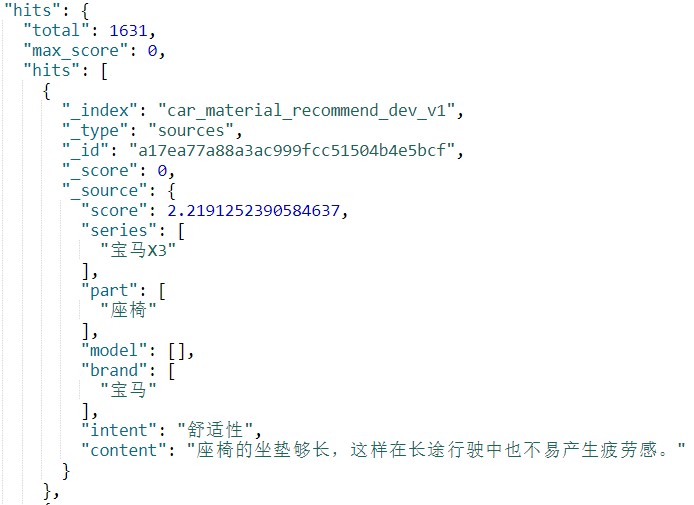 "hits": {
"total": 1631,
"max_score": 0,
"hits": [
{
"_index": "car_material_recommend_dev_v1",
"_type": "sources",
"_id": "a17ea77a88a3ac999fcc51504b4e5bcf",
"_score": 0,
"_source": {
"score": 2.2191252390584637,
"series": [
"宝马X3"
],
"part": [
"座椅"
],
"model": [],
"brand": [
"宝马"
],
"intent": "舒适性",
"content": "座椅的坐垫够长，这样在长途行驶中也不易产生疲劳感。"
}
},